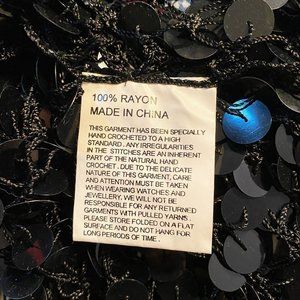 100% RAYON
MADE IN CHINA
THIS GARMENT HAS BEEN SPECIALLY
HAND CROCHETED TO A HIGH
STANDARD. ANY IRREGULARITIES
IN THE STITCHES ARE AN INHERENT
PART OF THE NATURAL HAND
CROCHET. DUE TO THE DELICATE
NATURE OF THIS GARMENT, CARE
AND ATTENTION MUST BE TAKEN
WHEN WEARING WATCHES AND
JEWELLERY. WE WILL NOT BE
RESPONSIBLE FOR ANY RETURNED
GARMENTS WITH PULLED YARNS.
PLEASE STORE FOLDED ON A FLAT
SURFACE AND DO NOT HANG FOR
LONG PERIODS OF TIME.